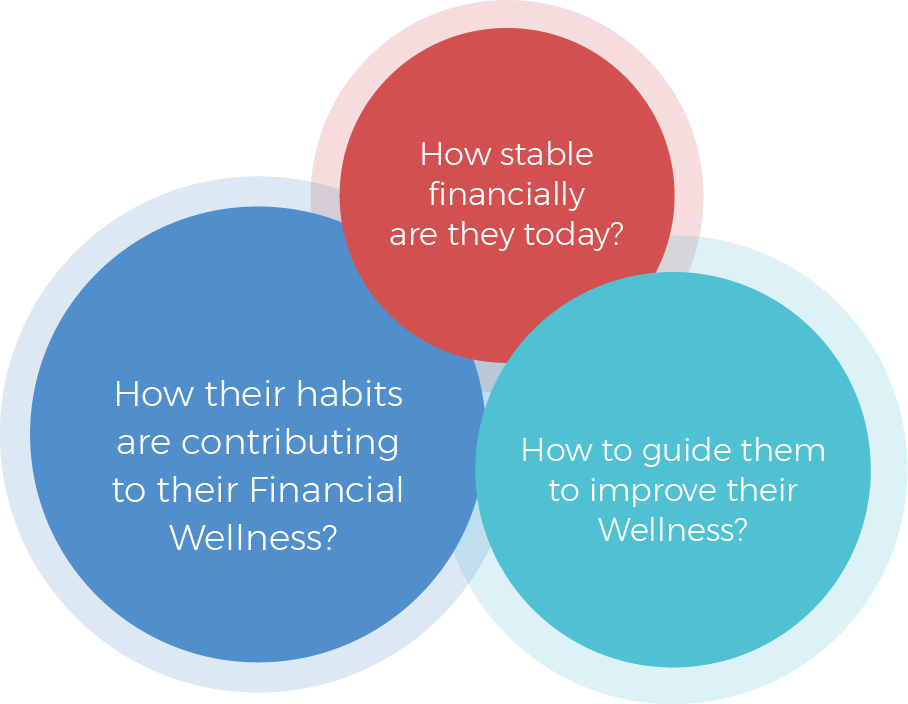 How stable
financially
are they today?
How their habits
are contributing
to their Financial
Wellness?
How to guide them
to improve their
Wellness?